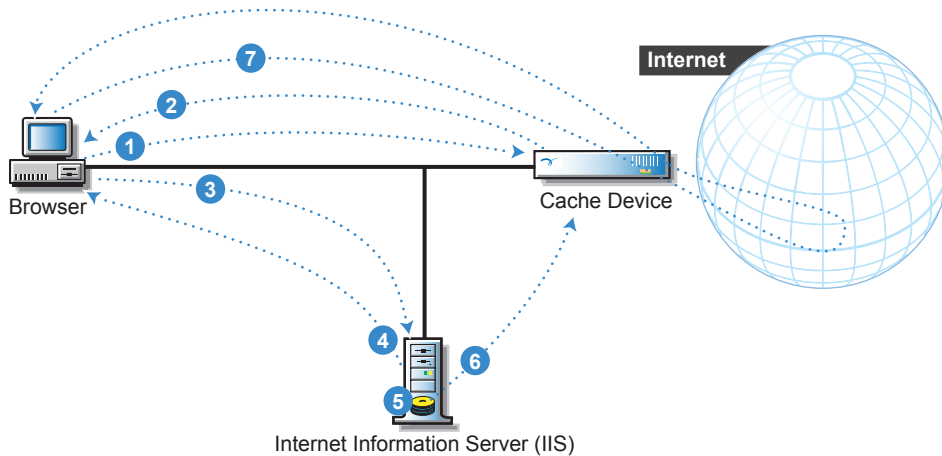 7
Internet
2
1
3
Browser
Cache Device
4
6
5
Internet Information Server (IIS)